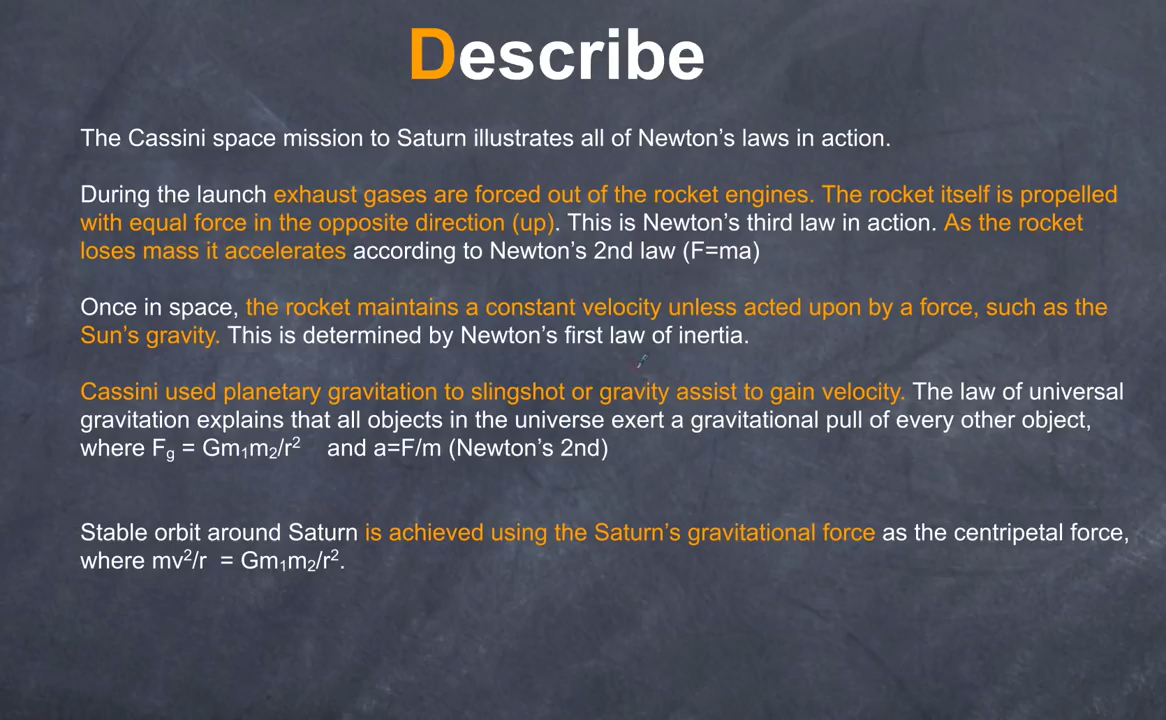 Describe
The Cassini space mission to Saturn illustrates all of Newton’s laws in action.
During the launch exhaust gases are forced out of the rocket engines. The rocket itself is propelled
with equal force in the opposite direction (up). This is Newton’s third law in action. As the rocket
loses mass it accelerates according to Newton’s 2nd law (F=ma)
Once in space, the rocket maintains a constant velocity unless acted upon by a force, such as the
Sun’s gravity. This is determined by Newton’s first law of inertia.
Cassini used planetary gravitation to slingshot or gravity assist to gain velocity. The law of universal
gravitation explains that all objects in the universe exert a gravitational pull of every other object,
where F₉ = Gm₁m₂/r² and a=F/m (Newton’s 2nd)
Stable orbit around Saturn is achieved using the Saturn’s gravitational force as the centripetal force,
where mv²/r = Gm₁m₂/r².